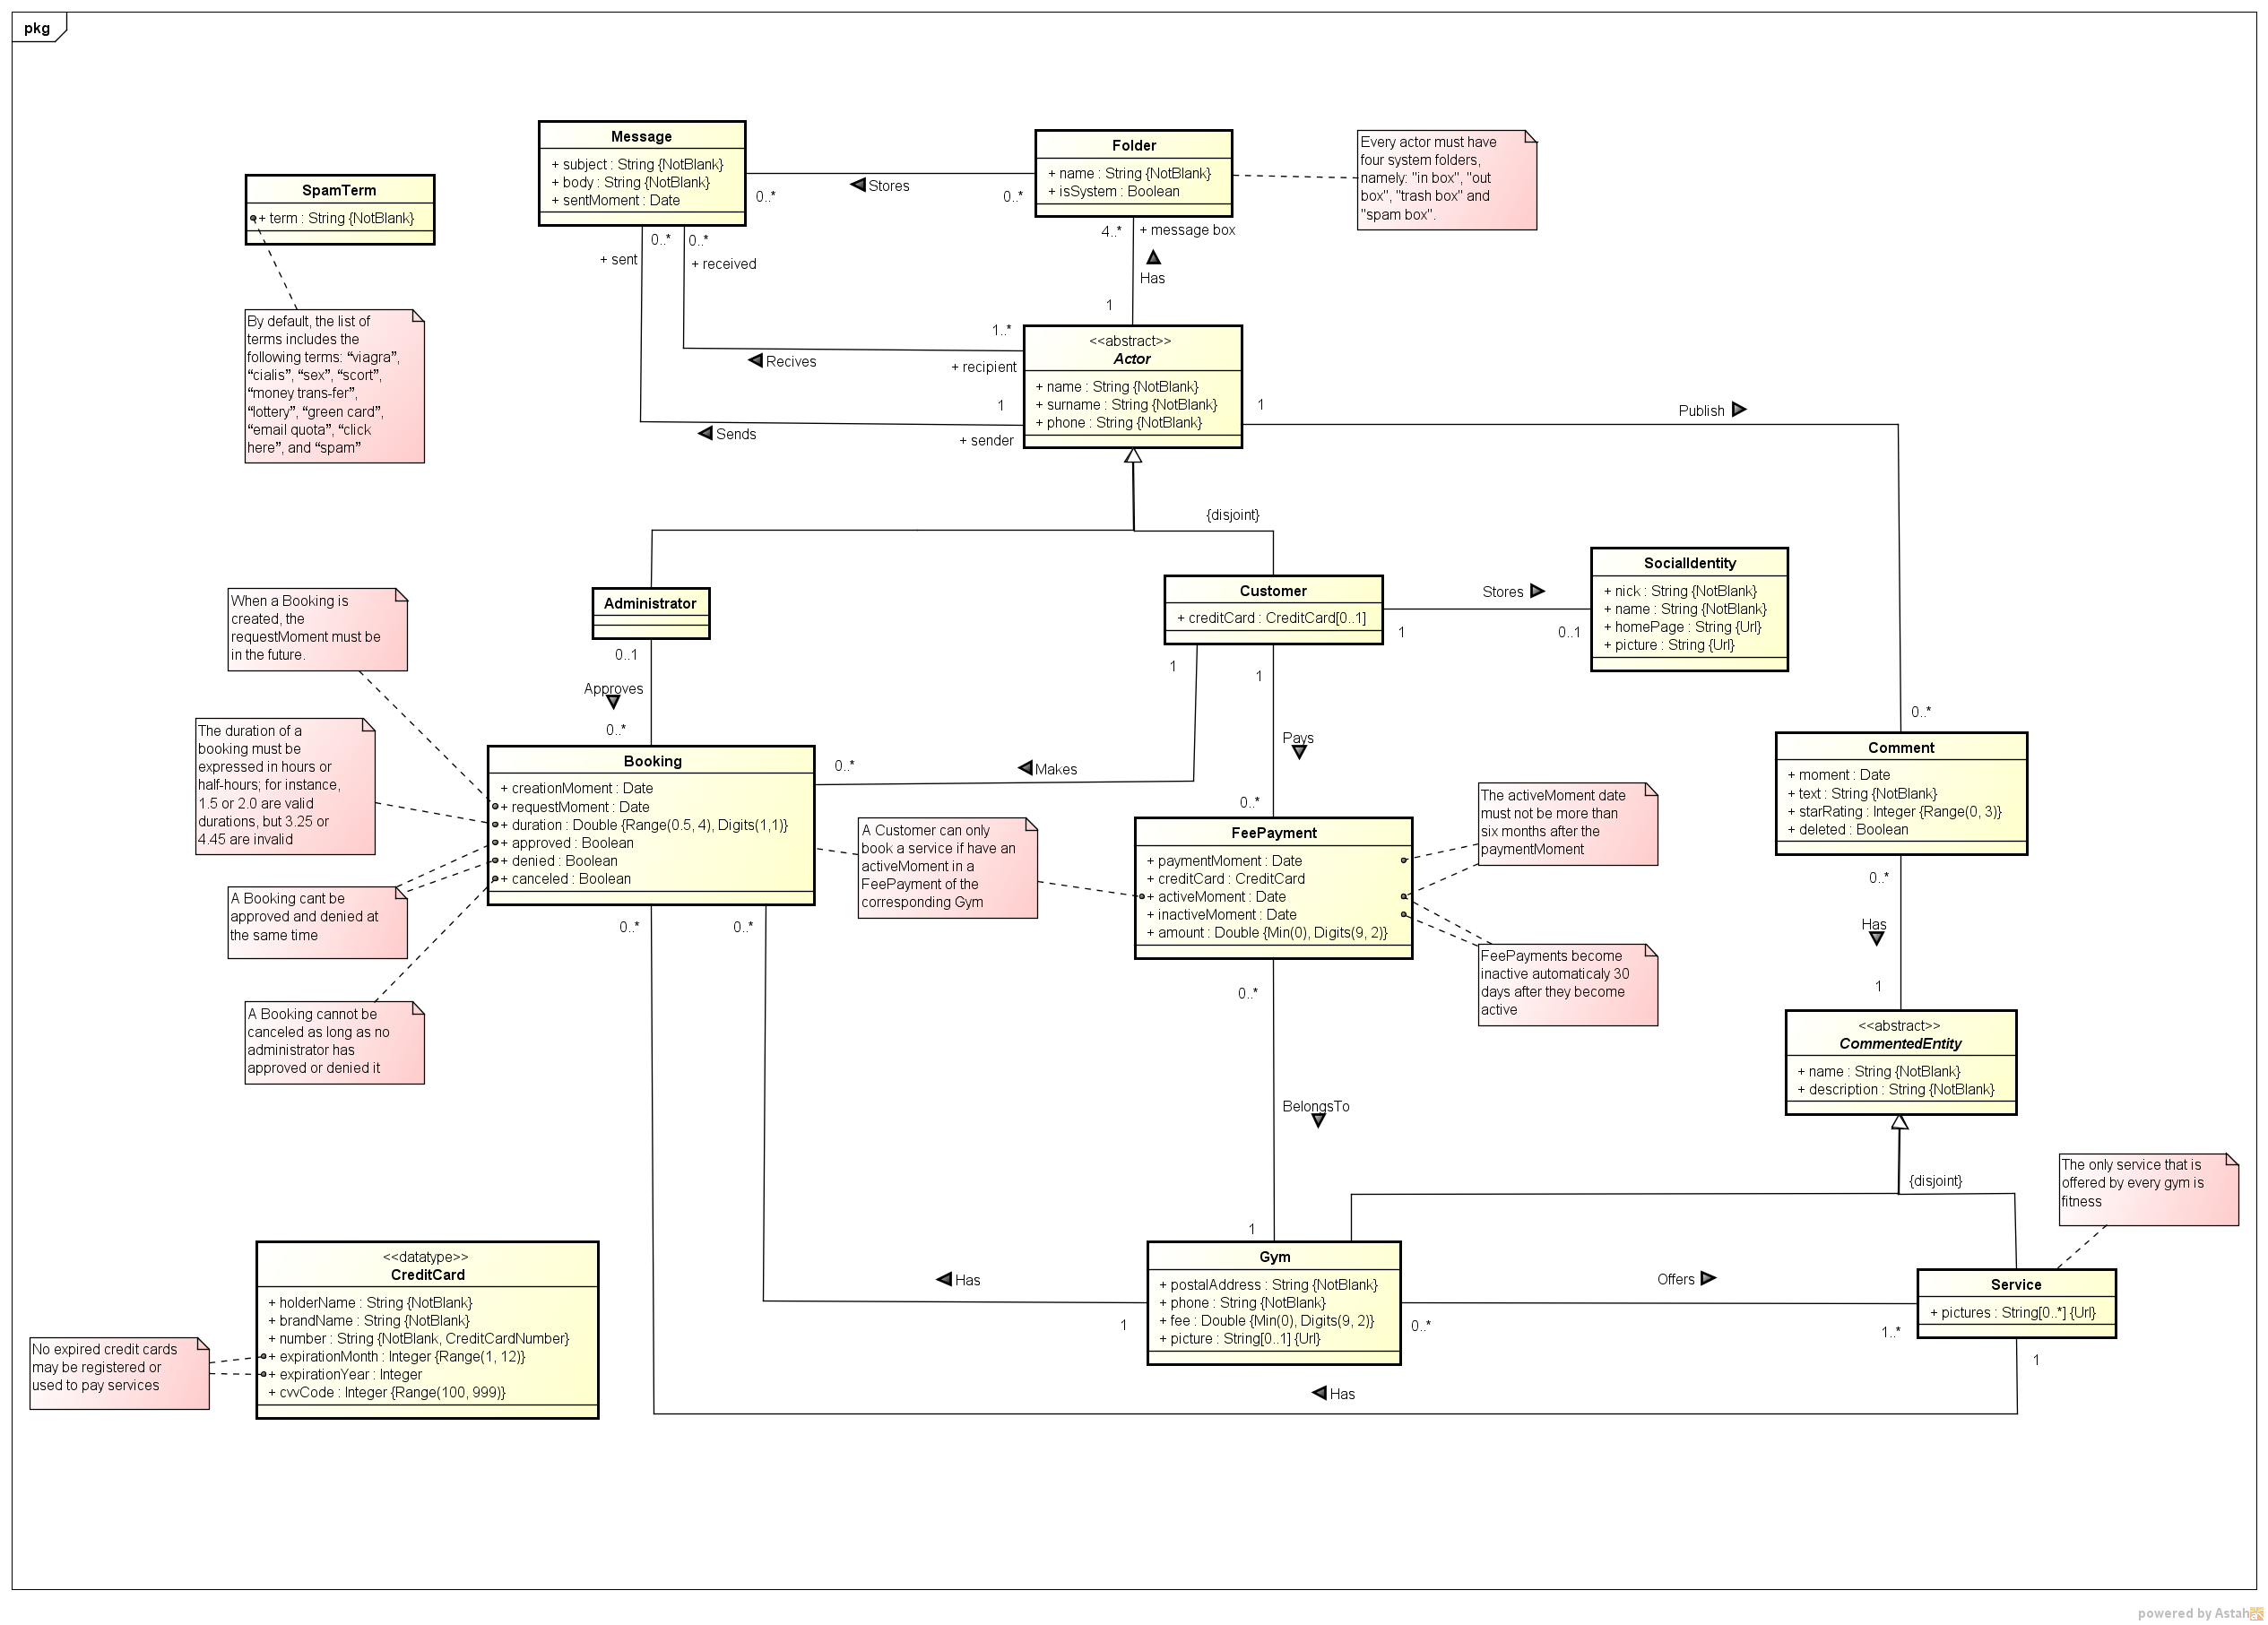 pkg
Message
+ subject : String {NotBlank}
+ body : String {NotBlank}
+ sentMoment : Date
Folder
+ name : String {NotBlank}
+ isSystem : Boolean
Every actor must have
four system folders,
namely: "in box", "out
box", "trash box" and
"spam box".
Stores
0..*
0..*
SpamTerm
+ term : String {NotBlank}
By default, the list of
terms includes the
following terms: “viagra”,
“cialis”, “sex”, “scort”,
“money trans-fer”,
“lottery”, “green card”,
“email quota”, “click
here”, and “spam”
0..*
0..*
+ sent
+ received
4..*
+ message box
Has
1
1..*
Recives
+ recipient
1
Sends
+ sender
<<abstract>>
Actor
+ name : String {NotBlank}
+ surname : String {NotBlank}
+ phone : String {NotBlank}
1
Publish
{disjoint}
Administrator
Customer
+ creditCard : CreditCard[0..1]
Stores
1
0..1
SocialIdentity
+ nick : String {NotBlank}
+ name : String {NotBlank}
+ homePage : String {Url}
+ picture : String {Url}
When a Booking is
created, the
requestMoment must be
in the future.
0..1
Approves
0..*
1
1
Pays
0..*
Makes
0..*
0..*
The duration of a
booking must be
expressed in hours or
half-hours; for instance,
1.5 or 2.0 are valid
durations, but 3.25 or
4.45 are invalid
Booking
+ creationMoment : Date
+ requestMoment : Date
+ duration : Double {Range(0.5, 4), Digits(1,1)}
+ approved : Boolean
+ denied : Boolean
+ canceled : Boolean
A Customer can only
book a service if have an
activeMoment in a
FeePayment of the
corresponding Gym
FeePayment
+ paymentMoment : Date
+ creditCard : CreditCard
+ activeMoment : Date
+ inactiveMoment : Date
+ amount : Double {Min(0), Digits(9, 2)}
The activeMoment date
must not be more than
six months after the
paymentMoment
Comment
+ moment : Date
+ text : String {NotBlank}
+ starRating : Integer {Range(0, 3)}
+ deleted : Boolean
A Booking cant be
approved and denied at
the same time
FeePayments become
inactive automaticaly 30
days after they become
active
A Booking cannot be
canceled as long as no
administrator has
approved or denied it
0..*
0..*
0..*
0..*
Has
1
<<abstract>>
CommentedEntity
+ name : String {NotBlank}
+ description : String {NotBlank}
BelongsTo
{disjoint}
The only service that is
offered by every gym is
fitness
1
<<datatype>>
CreditCard
+ holderName : String {NotBlank}
+ brandName : String {NotBlank}
+ number : String {NotBlank, CreditCardNumber}
+ expirationMonth : Integer {Range(1, 12)}
+ expirationYear : Integer
+ cvvCode : Integer {Range(100, 999)}
No expired credit cards
may be registered or
used to pay services
Has
1
Gym
+ postalAddress : String {NotBlank}
+ phone : String {NotBlank}
+ fee : Double {Min(0), Digits(9, 2)}
+ picture : String[0..1] {Url}
Offers
0..*
1..*
Service
+ pictures : String[0..*] {Url}
1
Has
powered by Astah